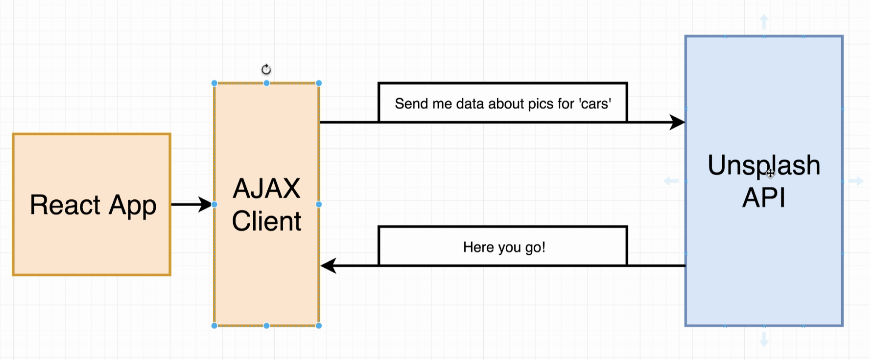 React App
AJAX
Client
Send me data about pics for 'cars'
Here you go!
Unsplash
API